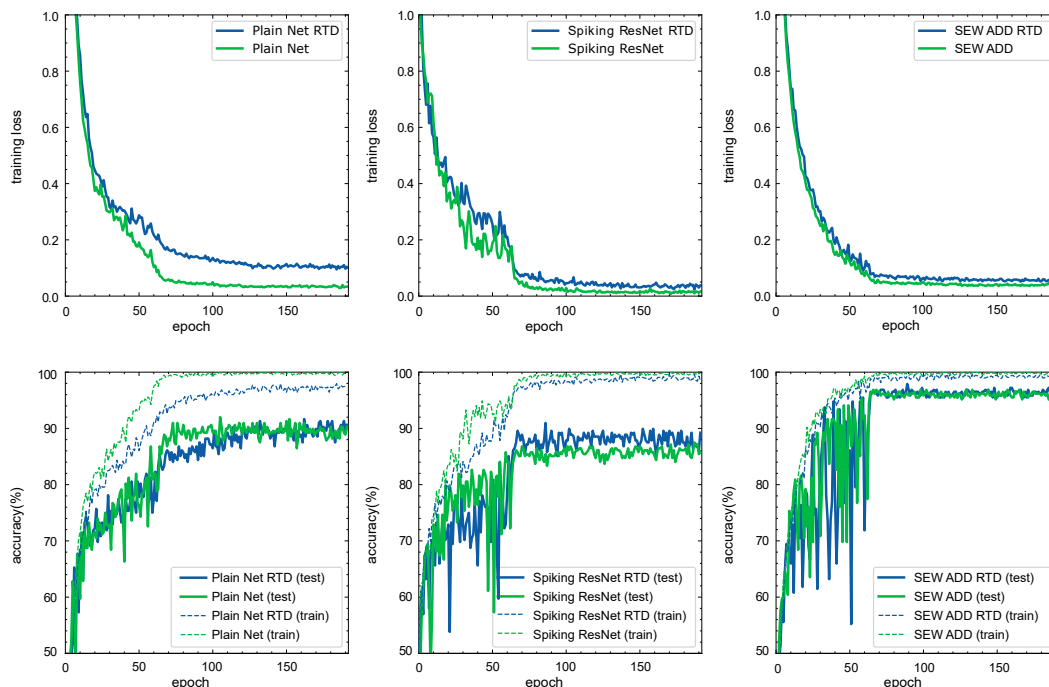 1.0
0.8
0.6
0.4
0.2
0.0
training loss
0 50 100 150
epoch
Plain Net RTD
Plain Net
1.0
0.8
0.6
0.4
0.2
0.0
training loss
0 50 100 150
epoch
Spiking ResNet RTD
Spiking ResNet
1.0
0.8
0.6
0.4
0.2
0.0
training loss
0 50 100 150
epoch
SEW ADD RTD
SEW ADD
100
90
80
70
60
50
accuracy(%)
0 50 100 150
epoch
Plain Net RTD (test)
Plain Net (test)
Plain Net RTD (train)
Plain Net (train)
100
90
80
70
60
50
accuracy(%)
0 50 100 150
epoch
Spiking ResNet RTD (test)
Spiking ResNet (test)
Spiking ResNet RTD (train)
Spiking ResNet (train)
100
90
80
70
60
50
accuracy(%)
0 50 100 150
epoch
SEW ADD RTD (test)
SEW ADD (test)
SEW ADD RTD (train)
SEW ADD (train)